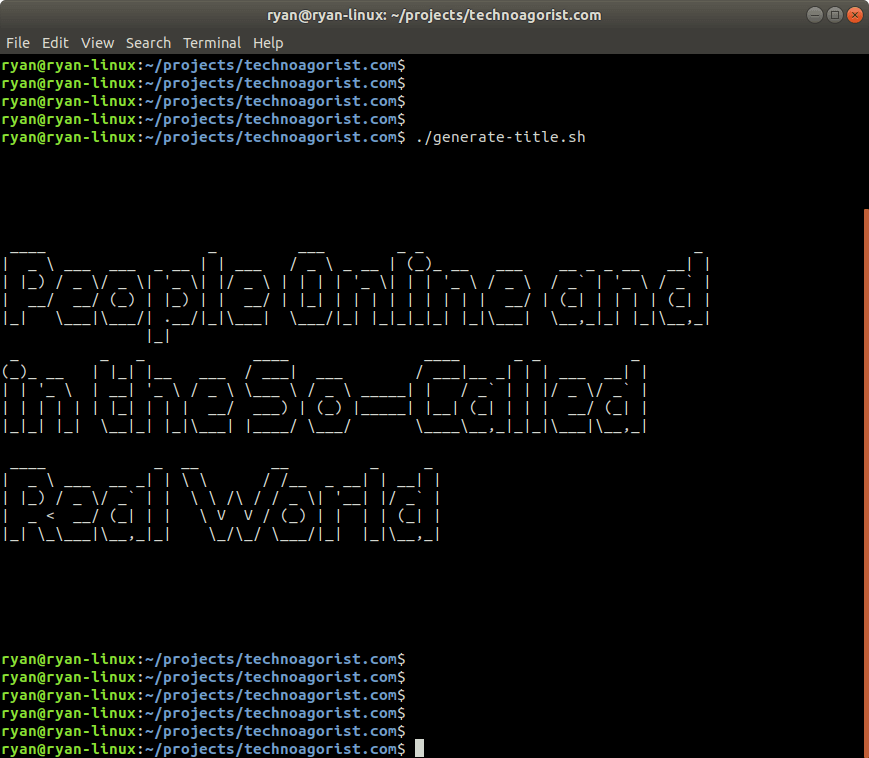 ryan@ryan-linux: ~/projects/technoagorist.com
File Edit View Search Terminal Help
ryan@ryan-linux:~/projects/technoagorist.com$
ryan@ryan-linux:~/projects/technoagorist.com$
ryan@ryan-linux:~/projects/technoagorist.com$
ryan@ryan-linux:~/projects/technoagorist.com$
ryan@ryan-linux:~/projects/technoagorist.com$ ./generate-title.sh
People Online and
in the So-Called
Real World
ryan@ryan-linux:~/projects/technoagorist.com$
ryan@ryan-linux:~/projects/technoagorist.com$
ryan@ryan-linux:~/projects/technoagorist.com$
ryan@ryan-linux:~/projects/technoagorist.com$
ryan@ryan-linux:~/projects/technoagorist.com$
ryan@ryan-linux:~/projects/technoagorist.com$